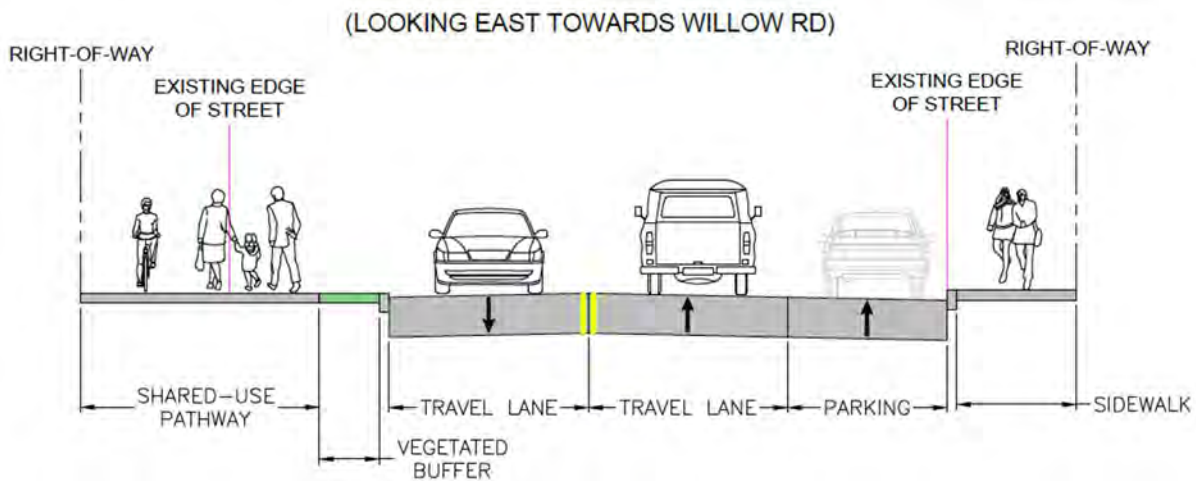 (LOOKING EAST TOWARDS WILLOW RD)
RIGHT-OF-WAY
RIGHT-OF-WAY
EXISTING EDGE
OF STREET
EXISTING EDGE
OF STREET
SHARED-USE
PATHWAY
TRAVEL LANE
TRAVEL LANE
PARKING
SIDEWALK
VEGETATED
BUFFER